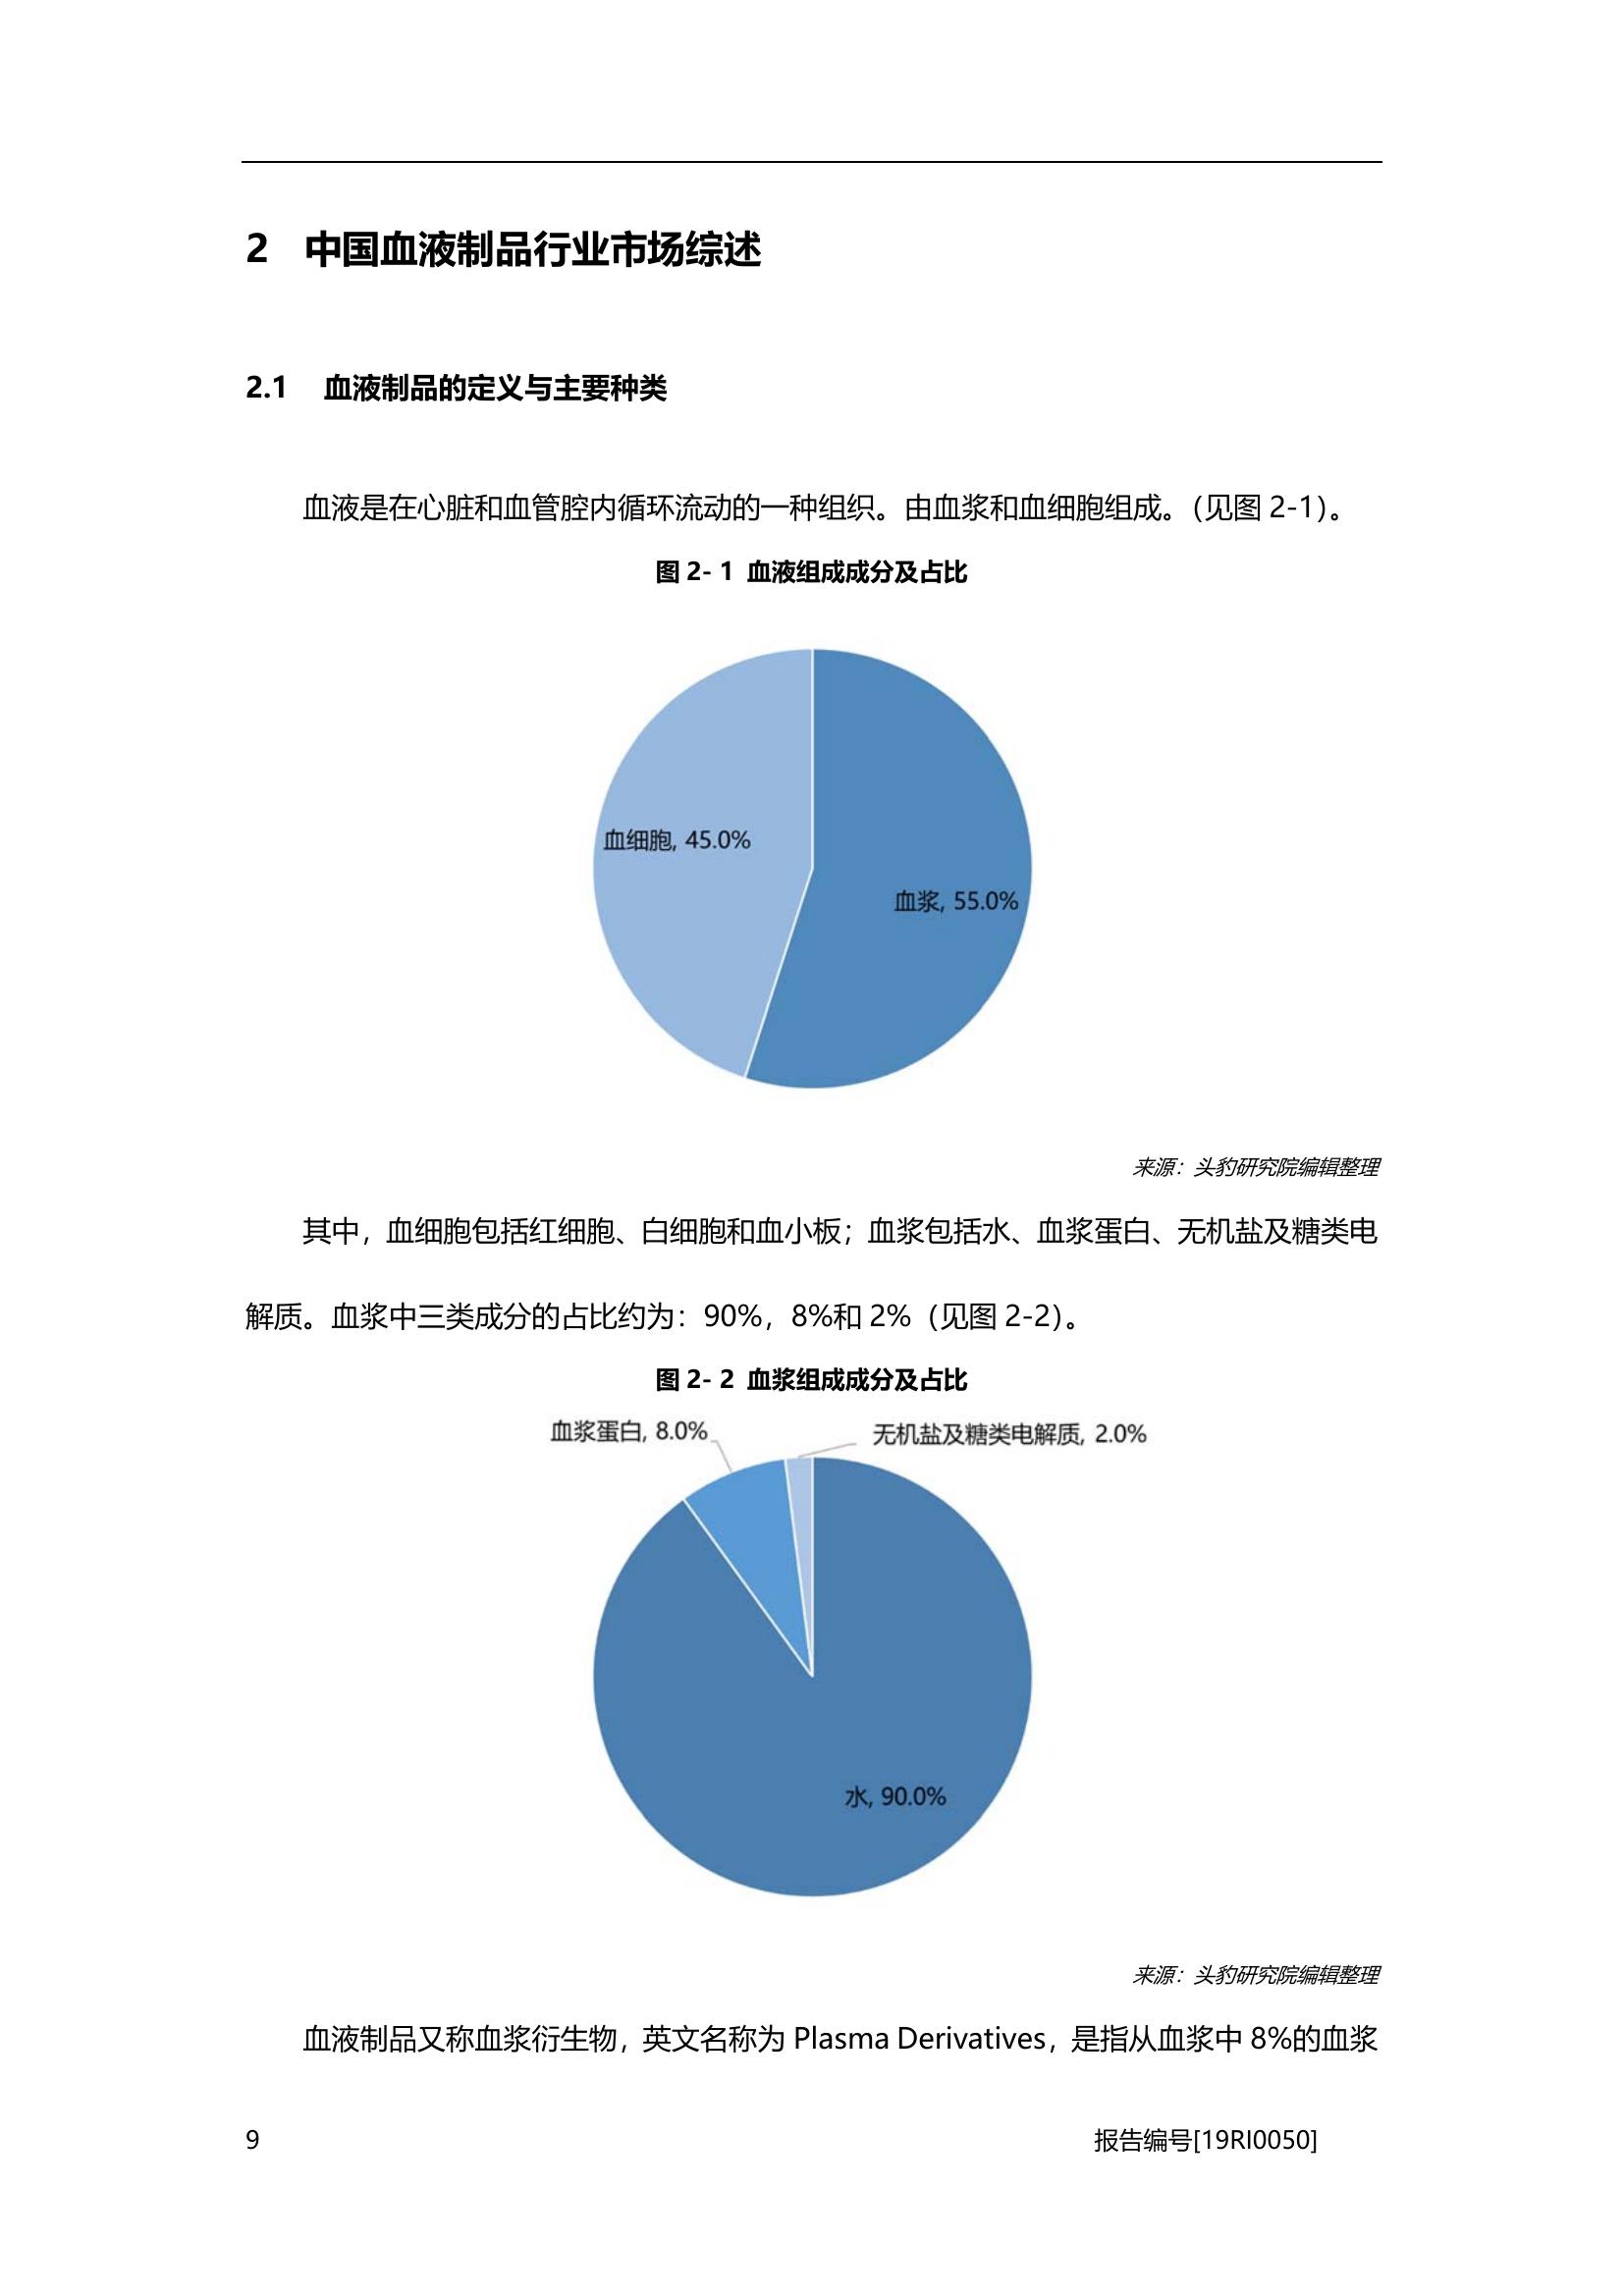 2 中国血液制品行业市场综述
2.1 血液制品的定义与主要种类
血液是在心脏和血管腔内循环流动的一种组织。由血浆和血细胞组成。（见图 2-1）。
图 2- 1 血液组成成分及占比
血细胞, 45.0%
血浆, 55.0%
来源：头豹研究院编辑整理
其中，血细胞包括红细胞、白细胞和血小板；血浆包括水、血浆蛋白、无机盐及糖类电
解质。血浆中三类成分的占比约为：90%，8%和 2%（见图 2-2）。
图 2- 2 血浆组成成分及占比
血浆蛋白, 8.0%
无机盐及糖类电解质, 2.0%
水, 90.0%
来源：头豹研究院编辑整理
血液制品又称血浆衍生物，英文名称为 Plasma Derivatives，是指从血浆中 8%的血浆
9 报告编号[19RI0050]